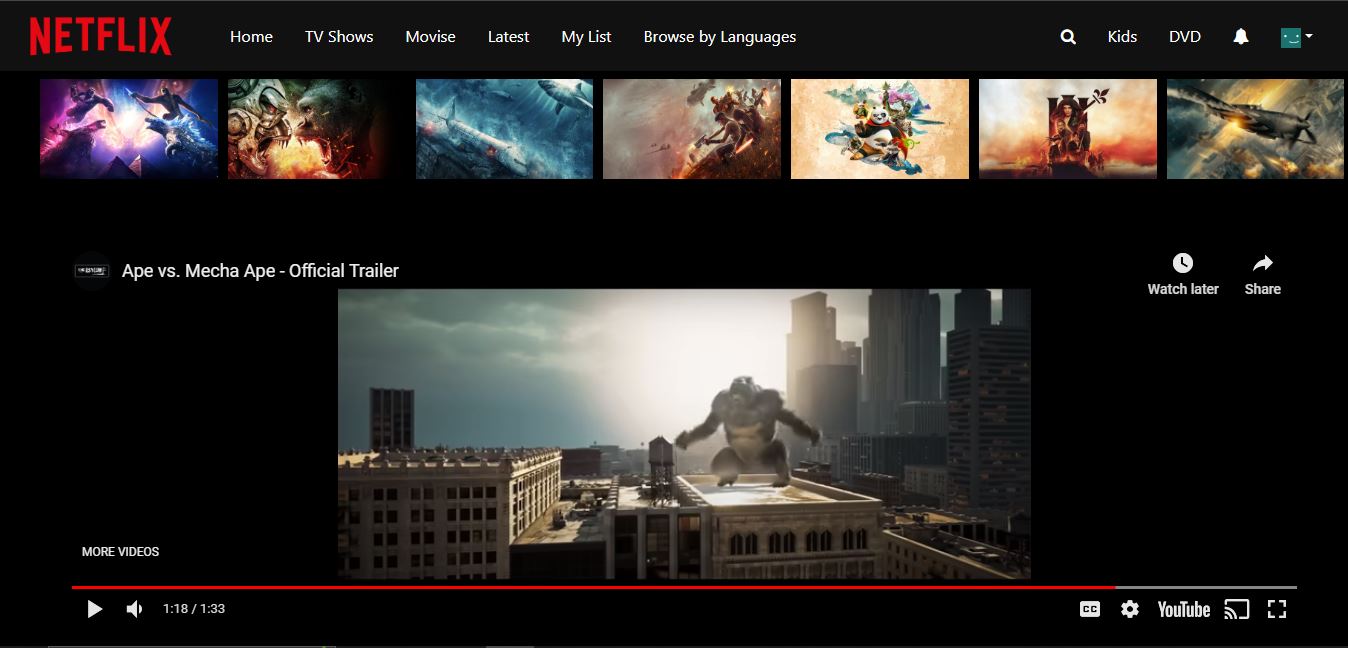 NETFLIX Home TV Shows Movise Latest My List Browse by Languages Kids DVD
Ape vs. Mecha Ape - Official Trailer
Watch later Share
MORE VIDEOS
1:18 / 1:33 CC YouTube